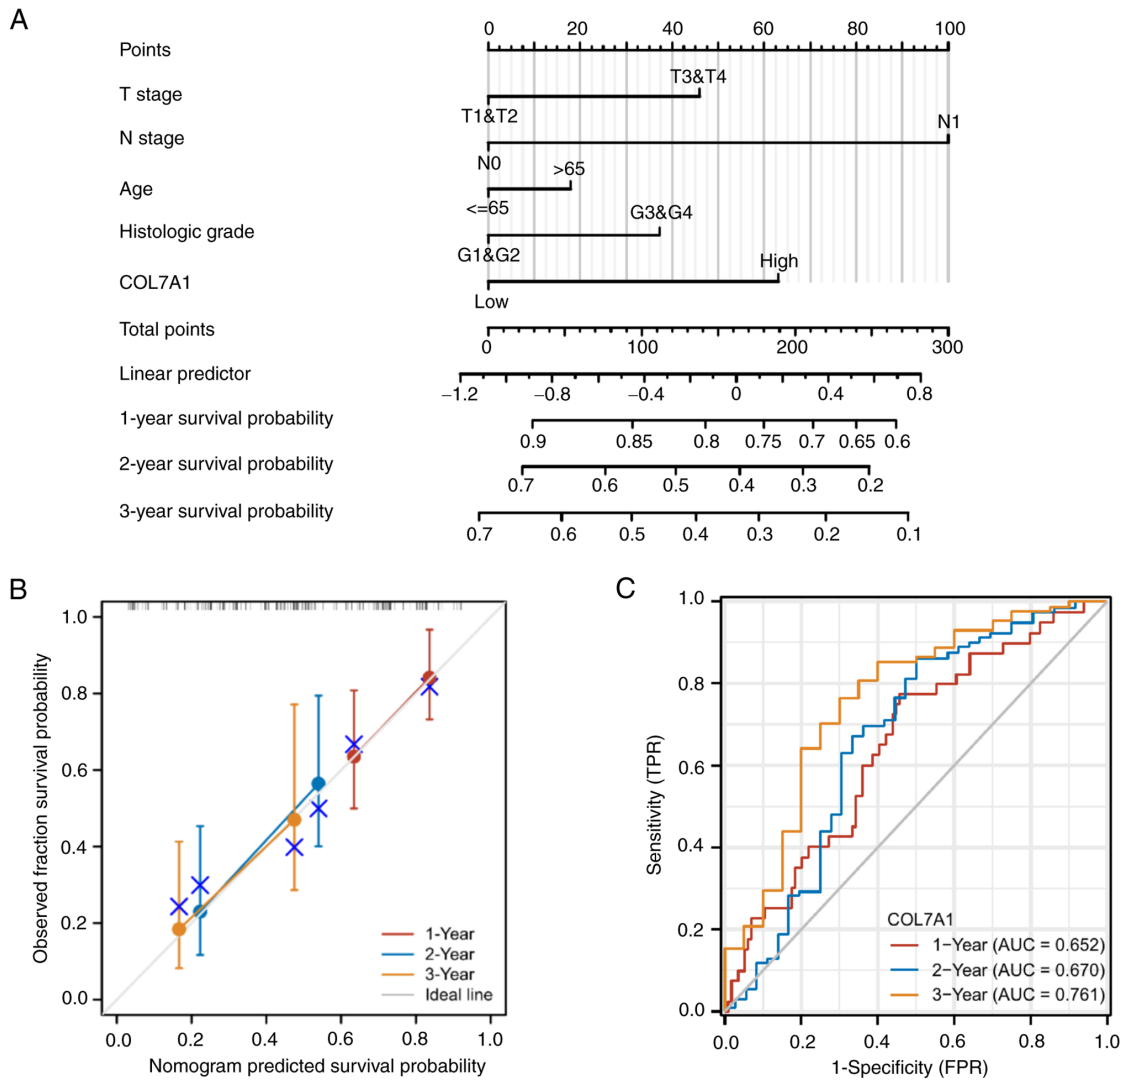 A
Points
0 20 40 60 80 100
T stage
T3&T4
T1&T2
N stage
N1
N0
Age
>65
<=65
Histologic grade
G3&G4
G1&G2
COL7A1
High
Low
Total points
0 100 200 300
Linear predictor
−1.2 −0.8 −0.4 0 0.4 0.8
1-year survival probability
0.9 0.85 0.8 0.75 0.7 0.65 0.6
2-year survival probability
0.7 0.6 0.5 0.4 0.3 0.2
3-year survival probability
0.7 0.6 0.5 0.4 0.3 0.2 0.1
B
Observed fraction survival probability
1.0
0.8
0.6
0.4
0.2
0.0
1-Year
2-Year
3-Year
Ideal line
0.0 0.2 0.4 0.6 0.8 1.0
Nomogram predicted survival probability
C
Sensitivity (TPR)
1.0
0.8
0.6
0.4
0.2
0.0
COL7A1
1−Year (AUC = 0.652)
2−Year (AUC = 0.670)
3−Year (AUC = 0.761)
0.0 0.2 0.4 0.6 0.8 1.0
1-Specificity (FPR)